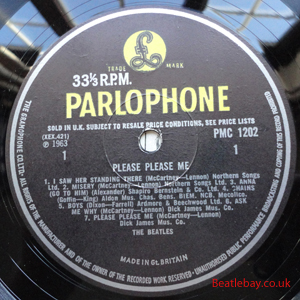 TRADE MARK
33⅓ R.P.M.
PARLOPHONE
SOLD IN U.K. SUBJECT TO RESALE PRICE CONDITIONS, SEE PRICE LISTS
(XEX.421)
℗ 1963
PMC 1202
1
1
PLEASE PLEASE ME
1. I SAW HER STANDING THERE (McCartney-Lennon) Northern Songs
Ltd. 2. MISERY (McCartney-Lennon) Northern Songs Ltd. 3. ANNA
(GO TO HIM) (Alexander) Shapiro Bernstein & Co. Ltd. 4. CHAINS
(Goffin-King) Aldon Mus. Chas. Bens. BIEM. NCB. Mecolico.
5. BOYS (Dixon-Farrell) Ardmore & Beechwood Ltd. 6. ASK
ME WHY (McCartney-Lennon) Dick James Mus. Co.
7. PLEASE PLEASE ME (McCartney-Lennon)
Dick James Mus. Co.
THE BEATLES
MADE IN GT. BRITAIN
THE GRAMOPHONE CO. LTD. ALL RIGHTS OF THE MANUFACTURER AND OF THE OWNER OF THE RECORDED WORK RESERVED UNAUTHORISED PUBLIC PERFORMANCE BROADCASTING AND COPYING OF THIS RECORD PROHIBITED
Beatlebay.co.uk